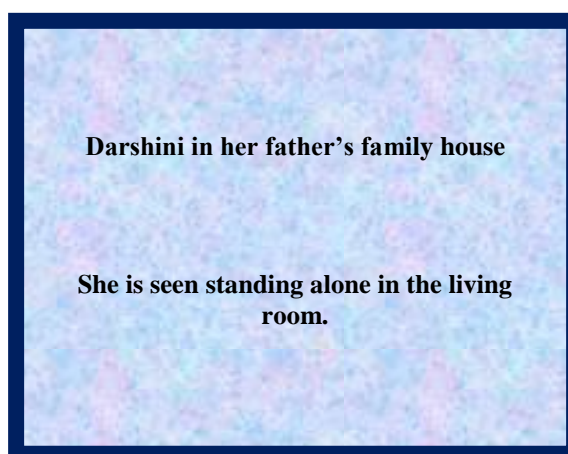 Darshini in her father’s family house
She is seen standing alone in the living
room.